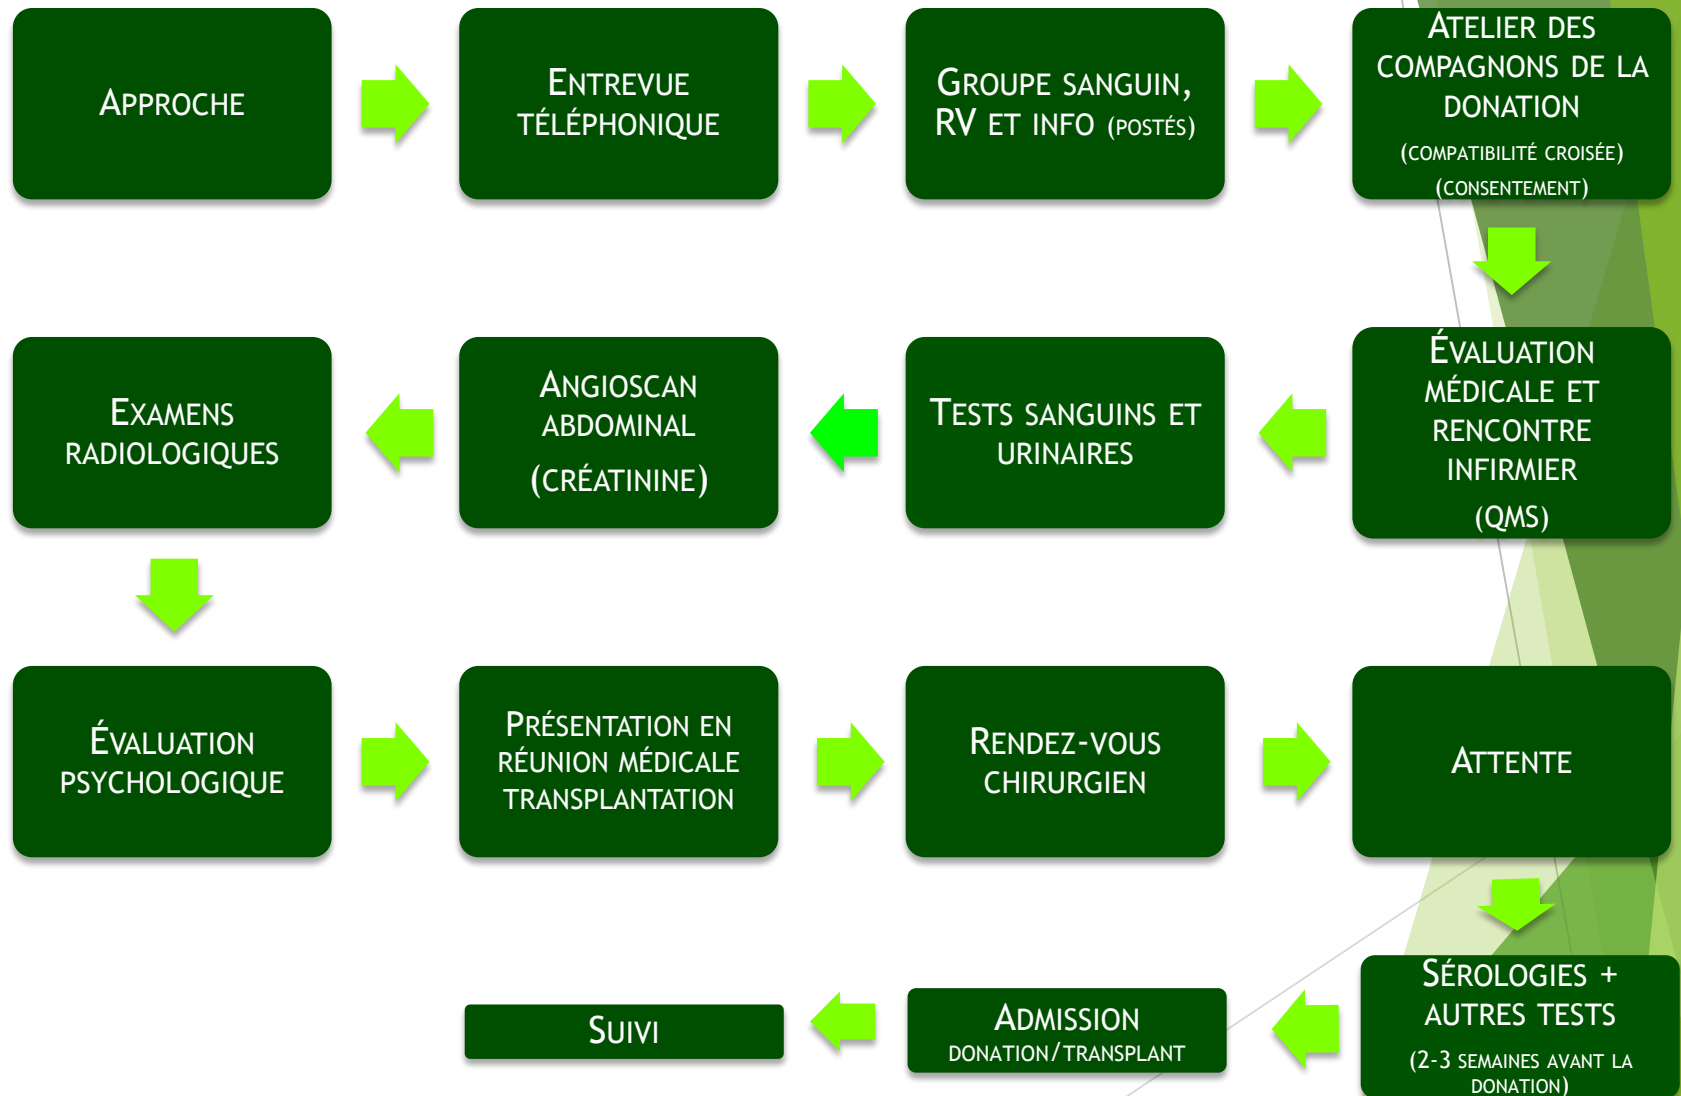 Approche
Entrevue
téléphonique
Groupe sanguin,
RV et info (postés)
Atelier des
compagnons de la
donation
(compatibilité croisée)
(consentement)
Évaluation
médicale et
rencontre
infirmier
(QMS)
Tests sanguins et
urinaires
Angioscan
abdominal
(créatinine)
Examens
radiologiques
Évaluation
psychologique
Présentation en
réunion médicale
transplantation
Rendez-vous
chirurgien
Attente
Sérologies +
autres tests
(2-3 semaines avant la
donation)
Admission
donation/transplant
Suivi